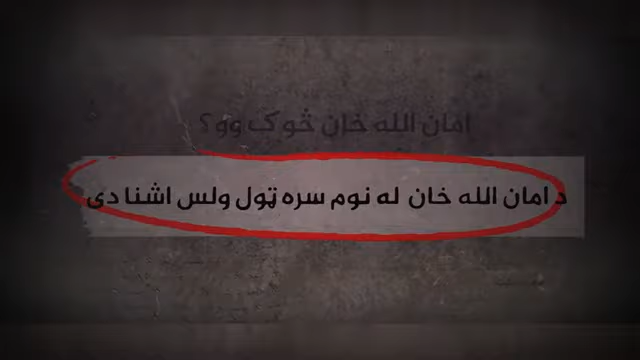 امان الله خان څوک وو؟
د امان الله خان له نوم سره ټول ولس اشنا دی